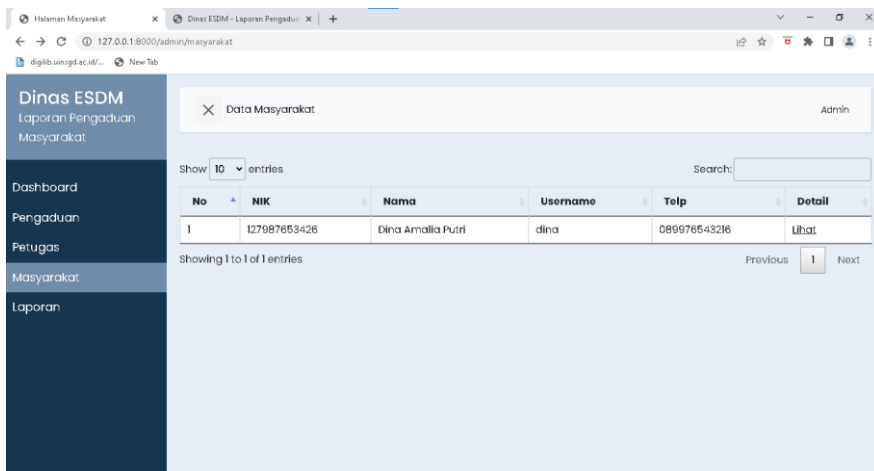 Halaman Masyarakat
Dinas ESDM - Laporan Pengadu
127.0.0.1:8000/admin/masyarakat
digilib.uinsgd.ac.id/... New Tab
Dinas ESDM
Laporan Pengaduan
Masyarakat
Dashboard
Pengaduan
Petugas
Masyarakat
Laporan
Data Masyarakat Admin
Show 10 entries Search:
No NIK Nama Username Telp Detail
1 127987653426 Dina Amalia Putri dina 089976543216 Lihat
Showing 1 to 1 of 1 entries Previous 1 Next